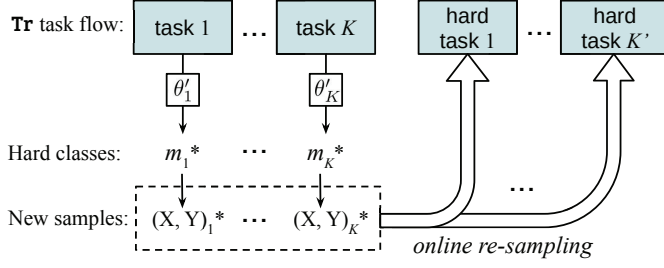 Tr task flow: task 1 ... task K hard task 1 ... hard task K'
θ′₁ θ′K
Hard classes: m₁* ... mK*
...
New samples: (X, Y)₁* ... (X, Y)K*
online re-sampling